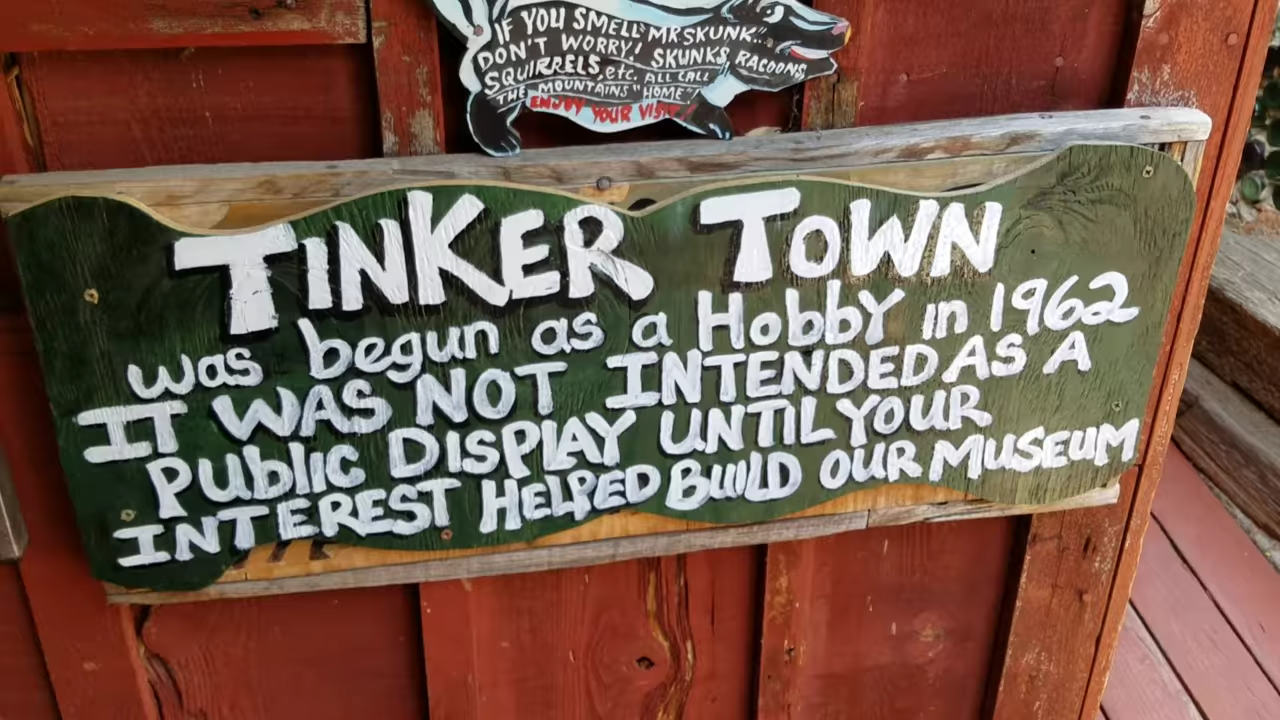 IF YOU SMELL "MR SKUNK"...
DON'T WORRY! SKUNKS, RACOONS,
SQUIRRELS, etc. ALL CALL
THE MOUNTAINS "HOME"!
ENJOY YOUR VISIT!
TINKER TOWN
was begun as a HobbY in 1962
IT WAS NOT INTENDED AS A
PUblic DISPLAY UNTIL YOUR
INTEREST HELPED BUILD OUR MUSEUM